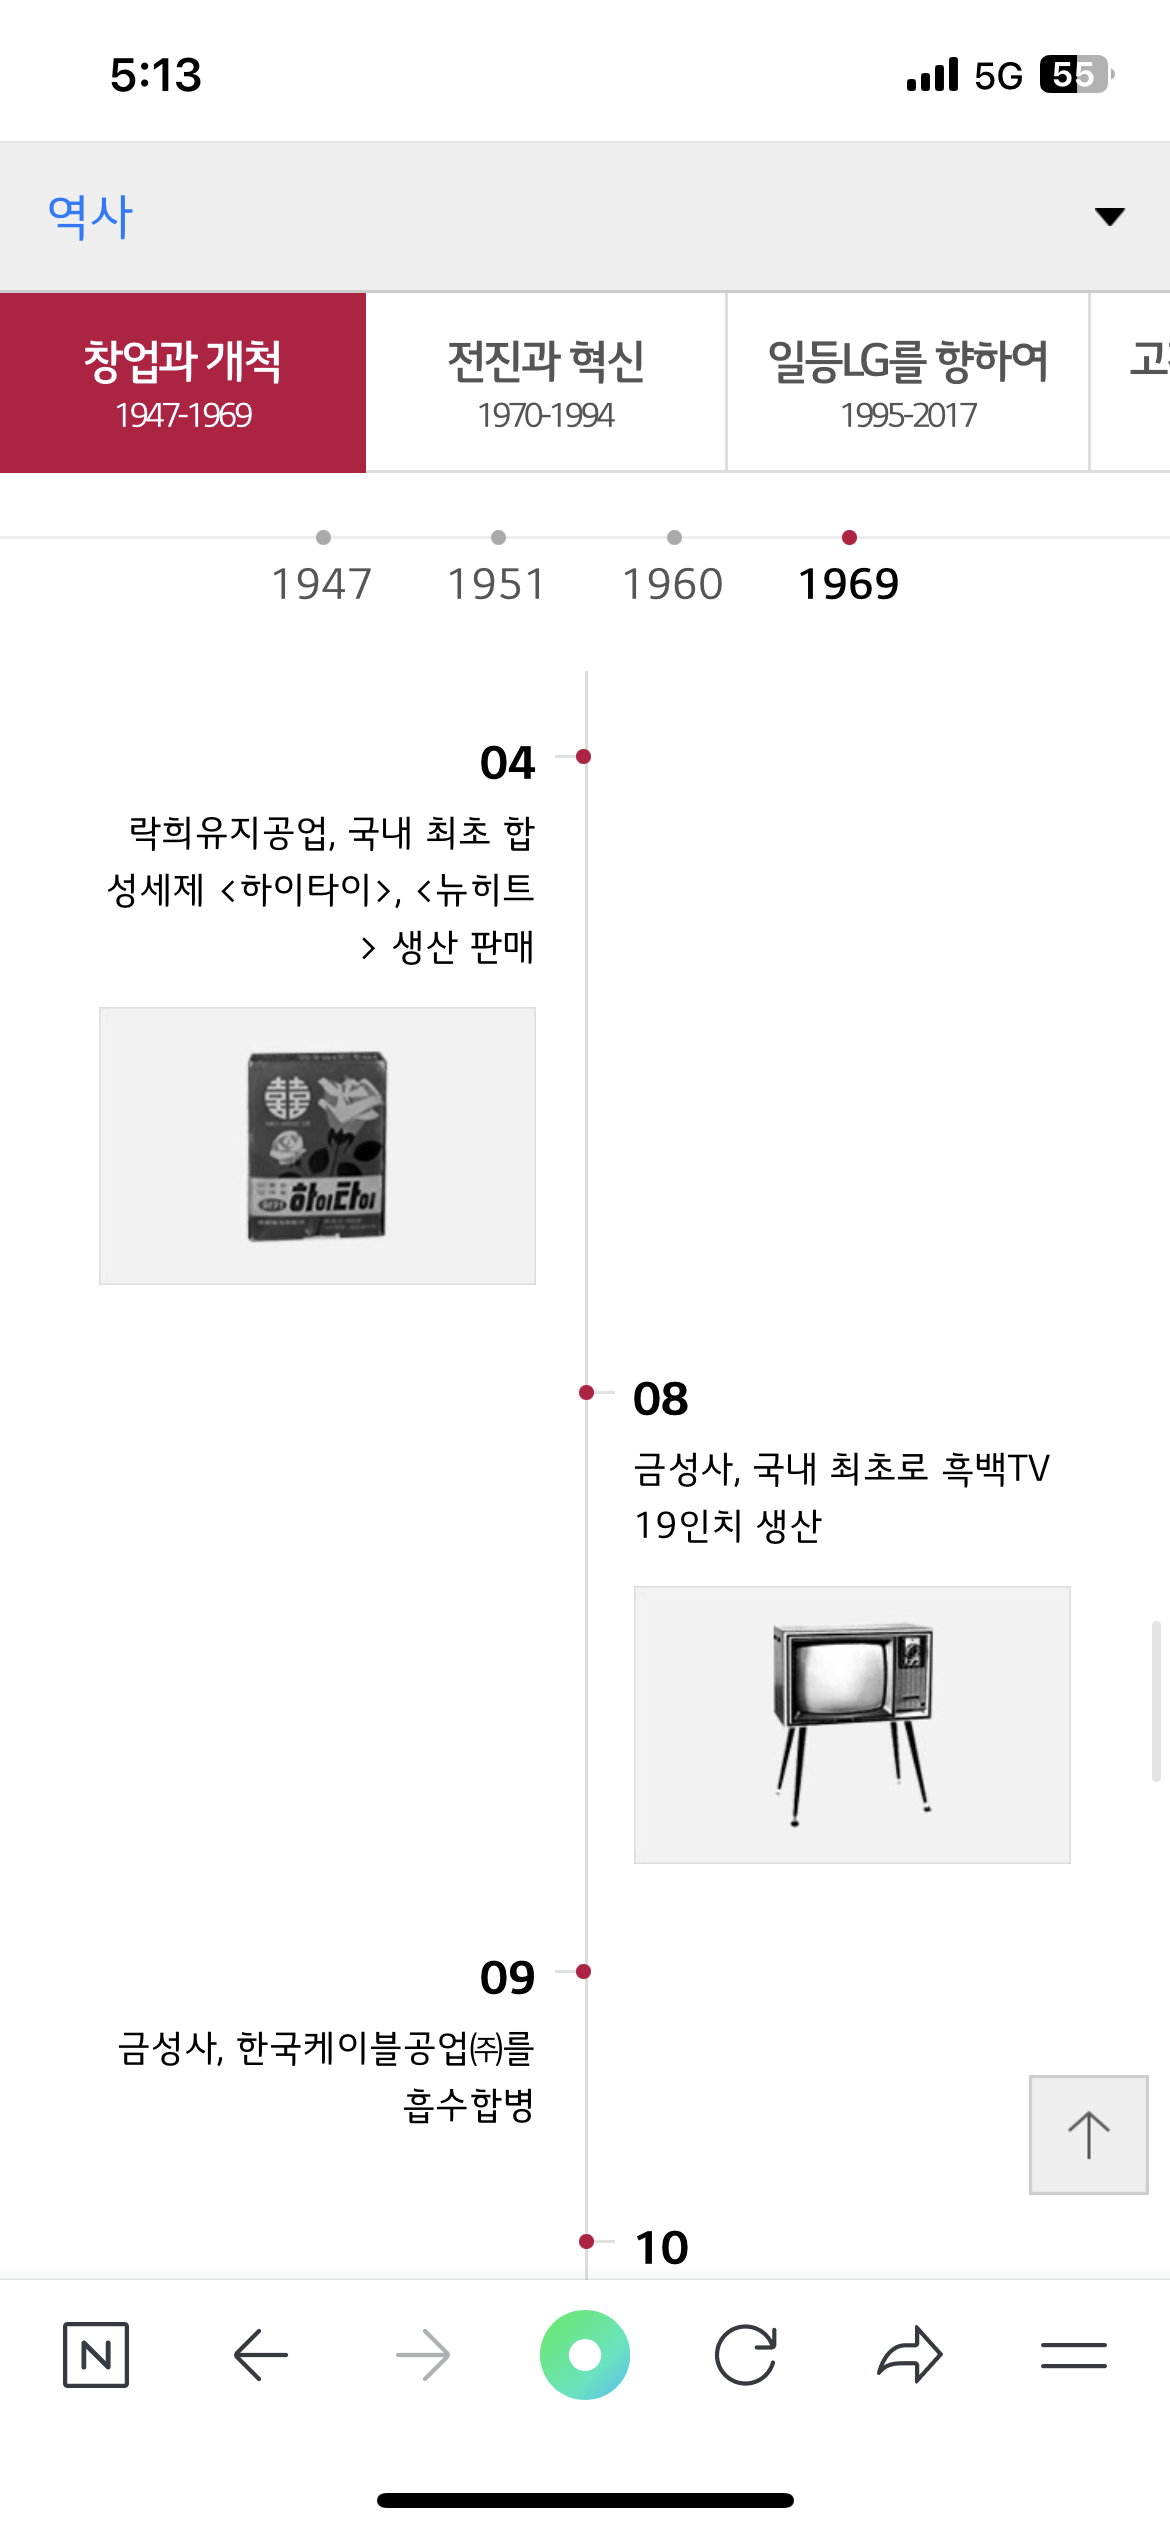 5:13
5G 55
역사
창업과 개척
1947-1969
전진과 혁신
1970-1994
일등LG를 향하여
1995-2017
1947
1951
1960
1969
04
락희유지공업, 국내 최초 합
성세제 <하이타이>, <뉴히트
> 생산 판매
囍
하이타이
08
금성사, 국내 최초로 흑백TV
19인치 생산
09
금성사, 한국케이블공업㈜를
흡수합병
10
N